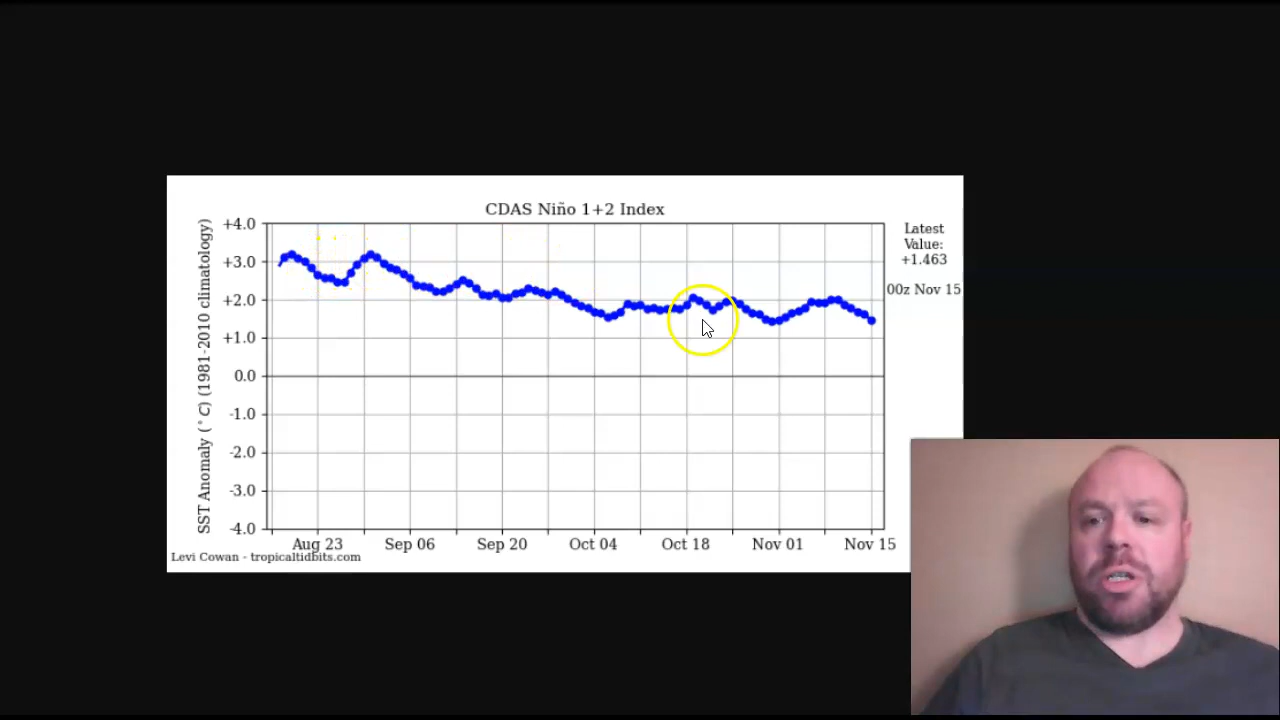 CDAS Niño 1+2 Index
+4.0
+3.0
+2.0
+1.0
0.0
-1.0
-2.0
-3.0
-4.0
SST Anomaly (°C) (1981-2010 climatology)
Latest
Value:
+1.463
00z Nov 15
Aug 23 Sep 06 Sep 20 Oct 04 Oct 18 Nov 01 Nov 15
Levi Cowan - tropicaltidbits.com